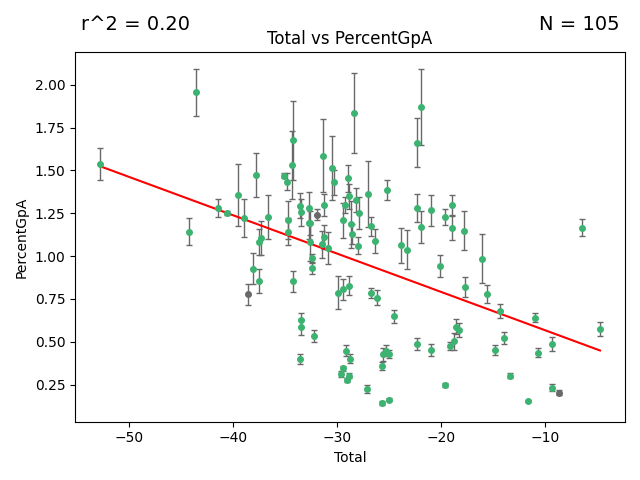 r^2 = 0.20
N = 105
Total vs PercentGpA
PercentGpA
2.00
1.75
1.50
1.25
1.00
0.75
0.50
0.25
−50
−40
−30
−20
−10
Total